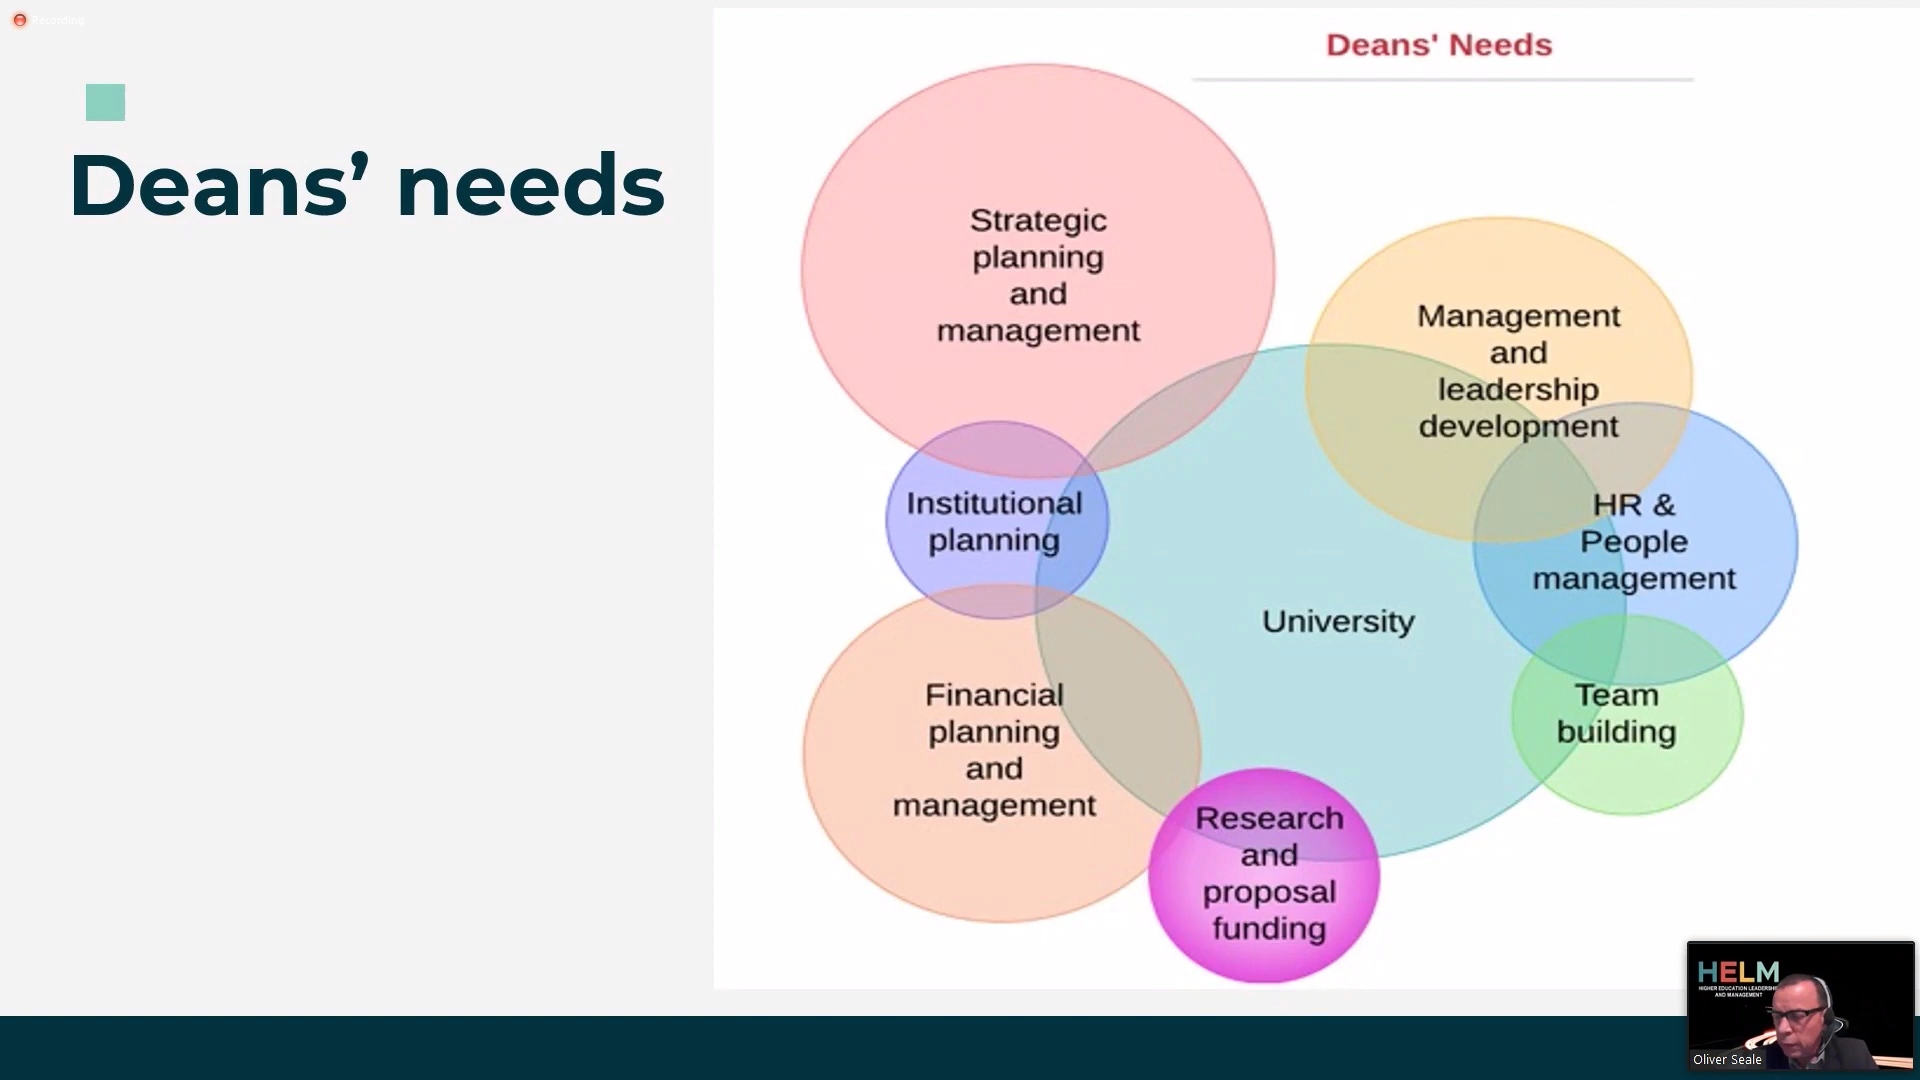 Recording
Deans’ needs
Deans' Needs
Strategic
planning
and
management
Management
and
leadership
development
Institutional
planning
HR &
People
management
University
Financial
planning
and
management
Team
building
Research
and
proposal
funding
HELM
HIGHER EDUCATION LEADERSHIP
AND MANAGEMENT
Oliver Seale